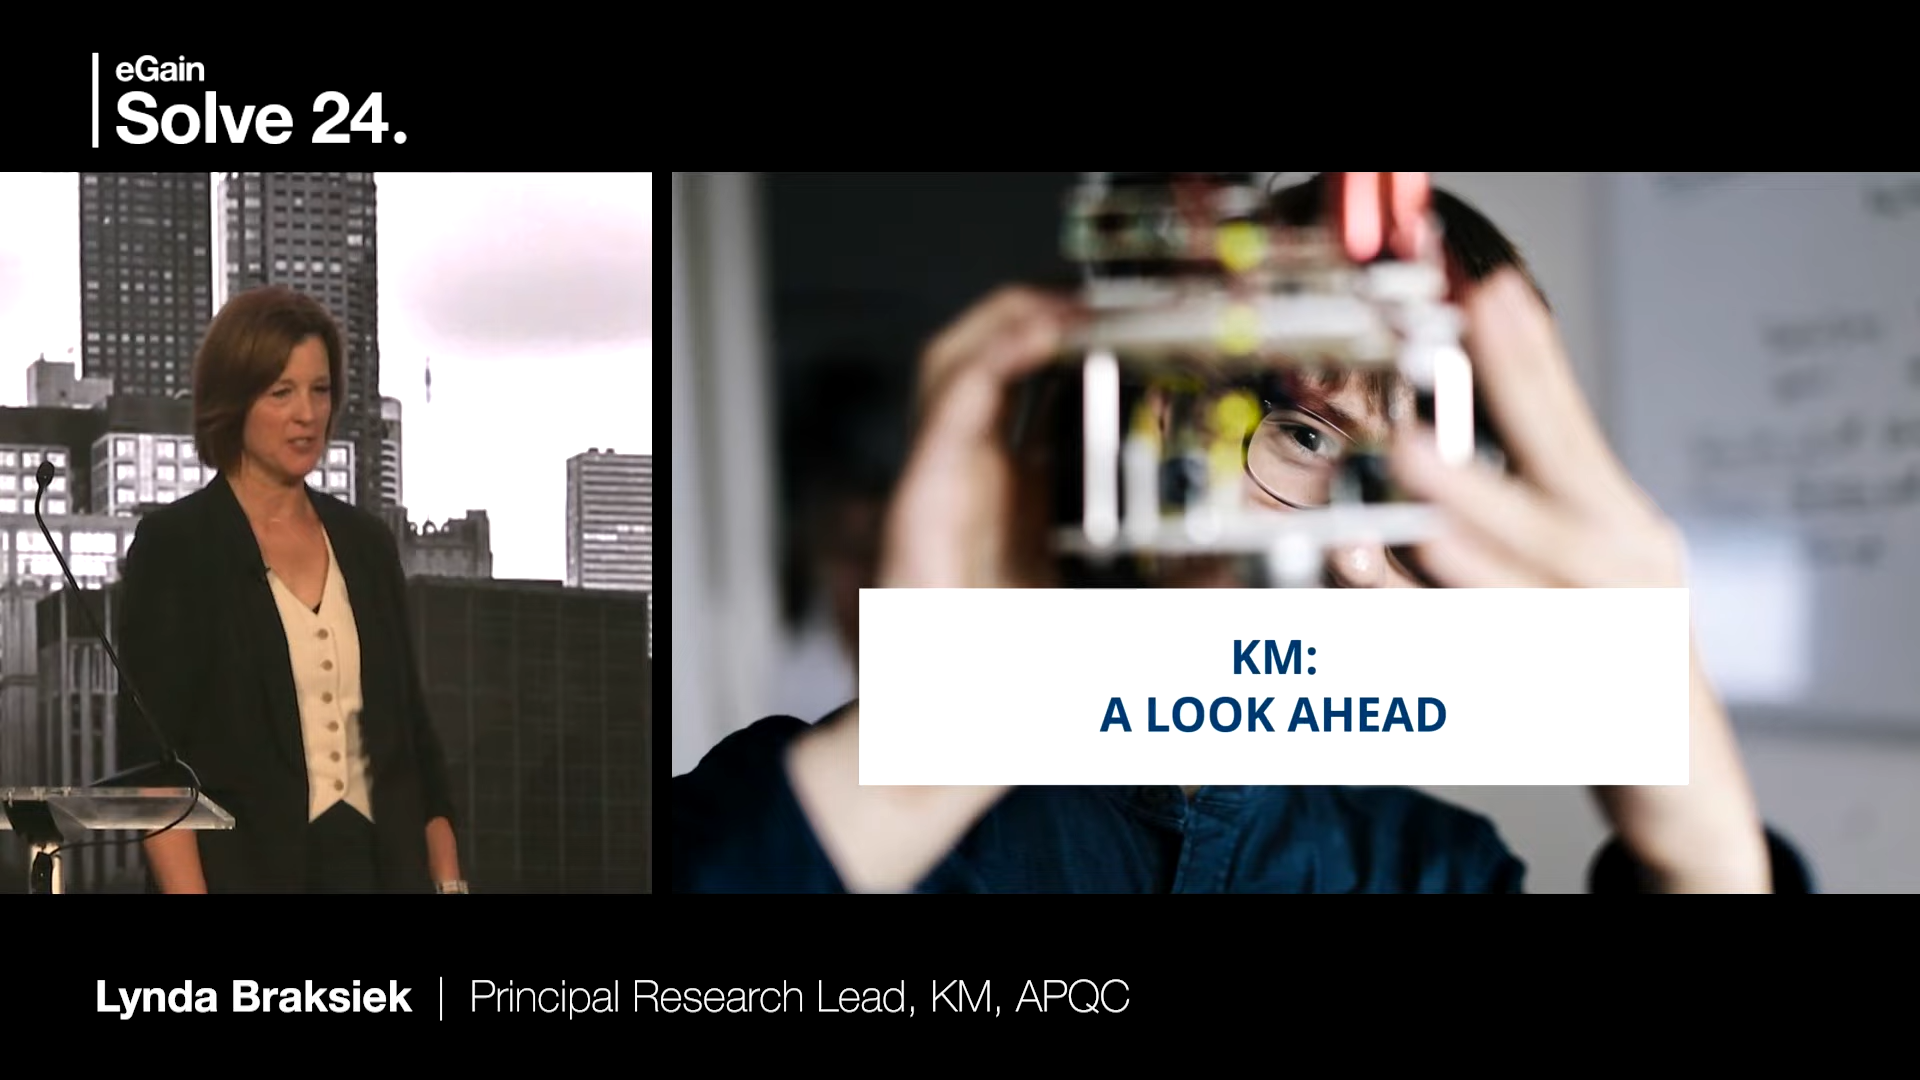 eGain
Solve 24.
KM:
A LOOK AHEAD
Lynda Braksiek | Principal Research Lead, KM, APQC